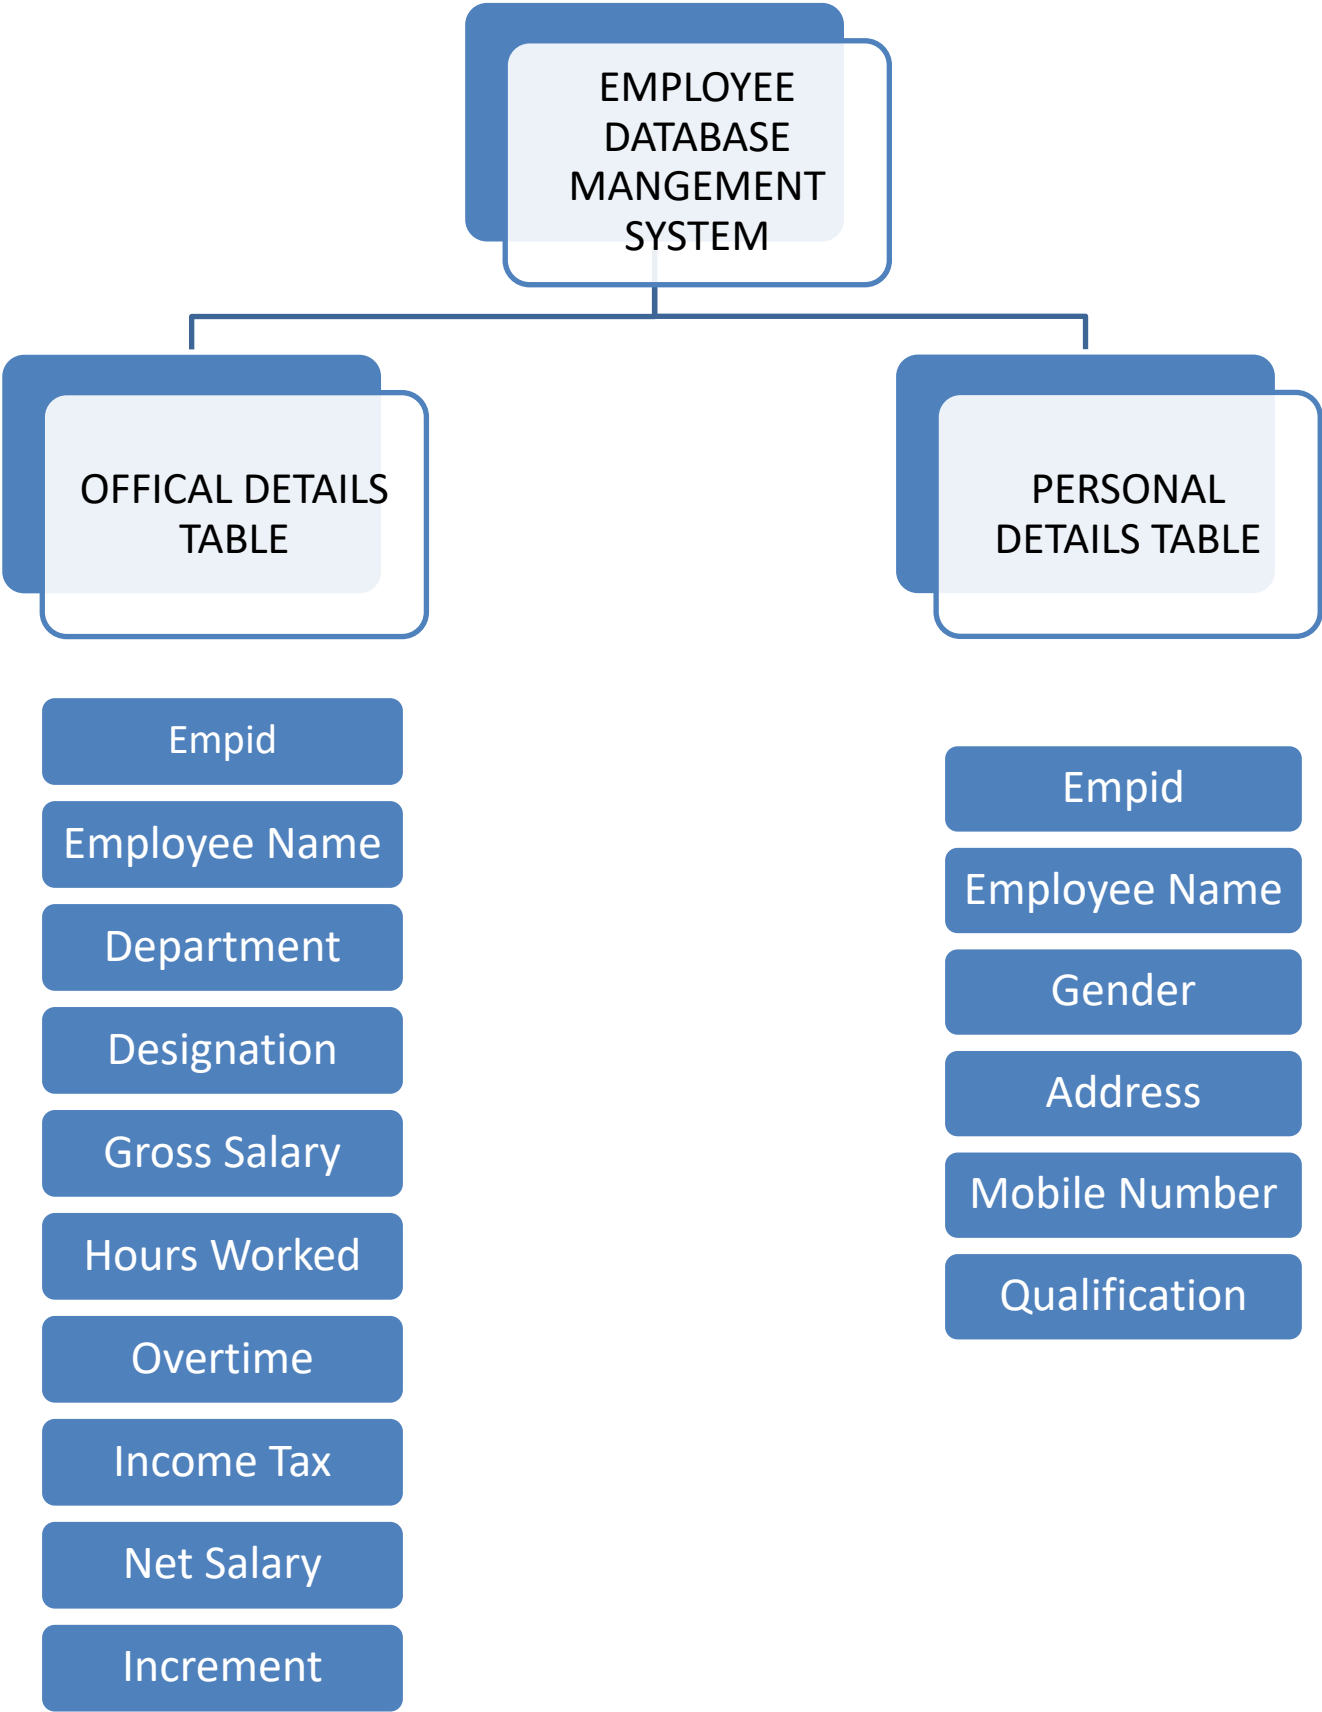 EMPLOYEE
DATABASE
MANGEMENT
SYSTEM
OFFICAL DETAILS
TABLE
PERSONAL
DETAILS TABLE
Empid
Employee Name
Department
Designation
Gross Salary
Hours Worked
Overtime
Income Tax
Net Salary
Increment
Empid
Employee Name
Gender
Address
Mobile Number
Qualification